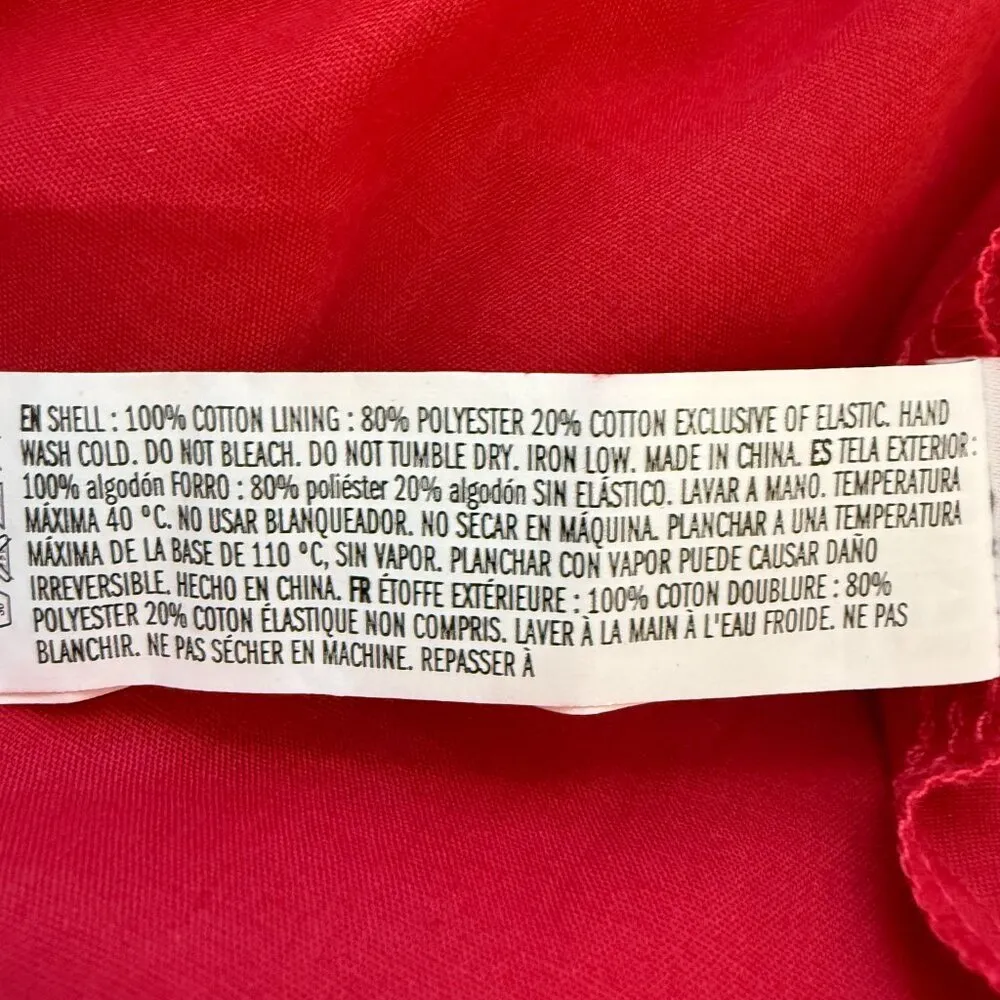 EN SHELL : 100% COTTON LINING : 80% POLYESTER 20% COTTON EXCLUSIVE OF ELASTIC. HAND
WASH COLD. DO NOT BLEACH. DO NOT TUMBLE DRY. IRON LOW. MADE IN CHINA. ES TELA EXTERIOR :
100% algodón FORRO : 80% poliéster 20% algodón SIN ELÁSTICO. LAVAR A MANO. TEMPERATURA
MÁXIMA 40 °C. NO USAR BLANQUEADOR. NO SECAR EN MÁQUINA. PLANCHAR A UNA TEMPERATURA
MÁXIMA DE LA BASE DE 110 °C, SIN VAPOR. PLANCHAR CON VAPOR PUEDE CAUSAR DAÑO
IRREVERSIBLE. HECHO EN CHINA. FR ÉTOFFE EXTÉRIEURE : 100% COTON DOUBLURE : 80%
POLYESTER 20% COTON ÉLASTIQUE NON COMPRIS. LAVER À LA MAIN À L'EAU FROIDE. NE PAS
BLANCHIR. NE PAS SÉCHER EN MACHINE. REPASSER À